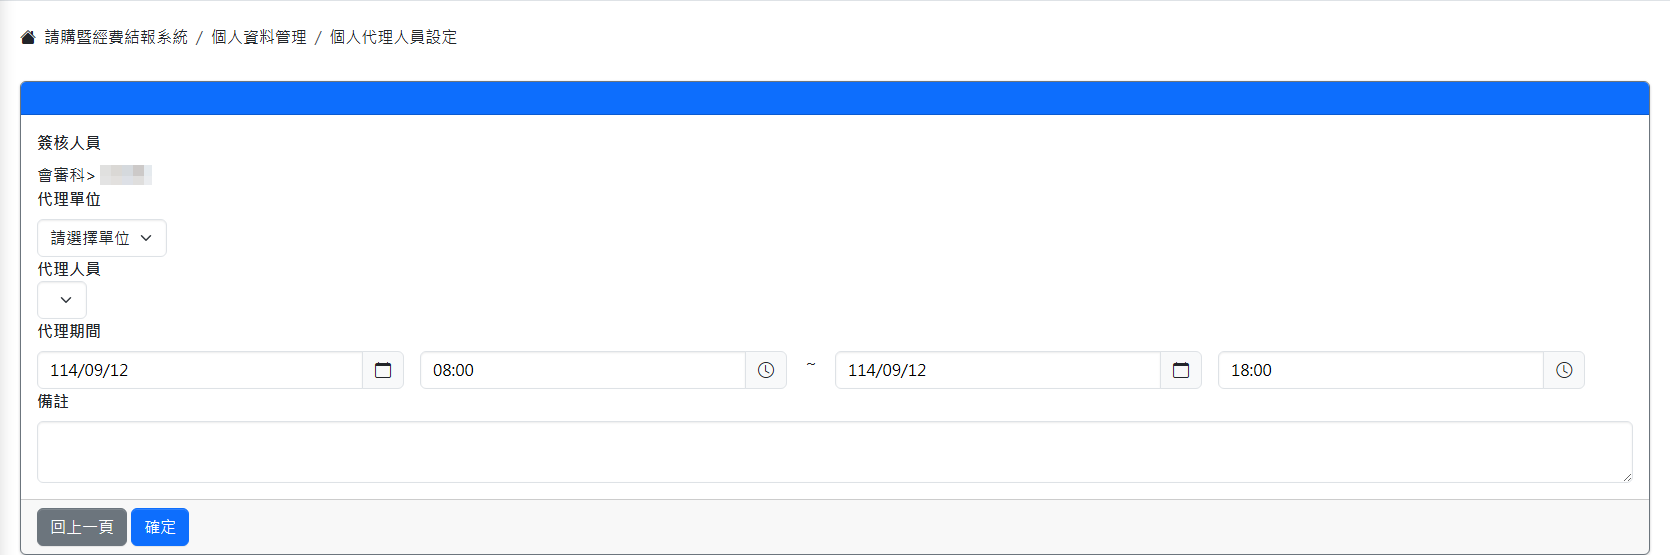 請購暨經費結報系統 / 個人資料管理 / 個人代理人員設定
簽核人員
會審科>
代理單位
請選擇單位
代理人員
代理期間
114/09/12 08:00 ~ 114/09/12 18:00
備註
回上一頁 確定